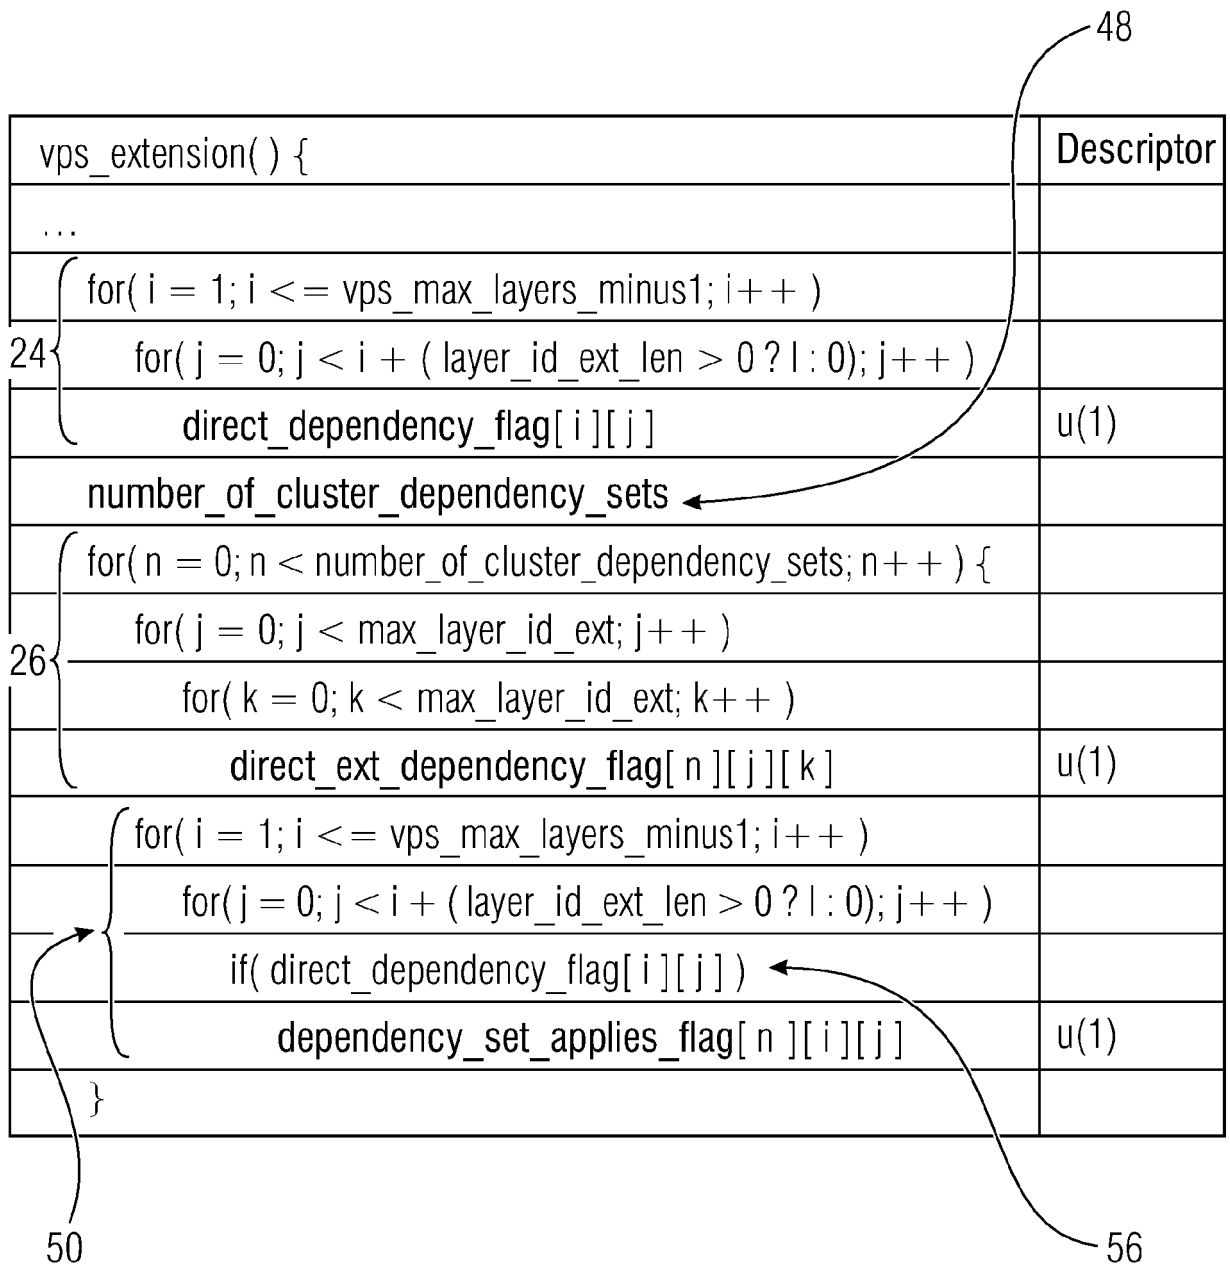 48
vps_extension( ) { Descriptor
...
for( i = 1; i <= vps_max_layers_minus1; i++ )
24 for( j = 0; j < i + ( layer_id_ext_len > 0 ? l : 0); j++ )
direct_dependency_flag[ i ][ j ] u(1)
number_of_cluster_dependency_sets
for( n = 0; n < number_of_cluster_dependency_sets; n++ ) {
for( j = 0; j < max_layer_id_ext; j++ )
26
for( k = 0; k < max_layer_id_ext; k++ )
direct_ext_dependency_flag[ n ][ j ][ k ] u(1)
for( i = 1; i <= vps_max_layers_minus1; i++ )
for( j = 0; j < i + ( layer_id_ext_len > 0 ? l : 0); j++ )
if( direct_dependency_flag[ i ][ j ] )
dependency_set_applies_flag[ n ][ i ][ j ] u(1)
}
50 56